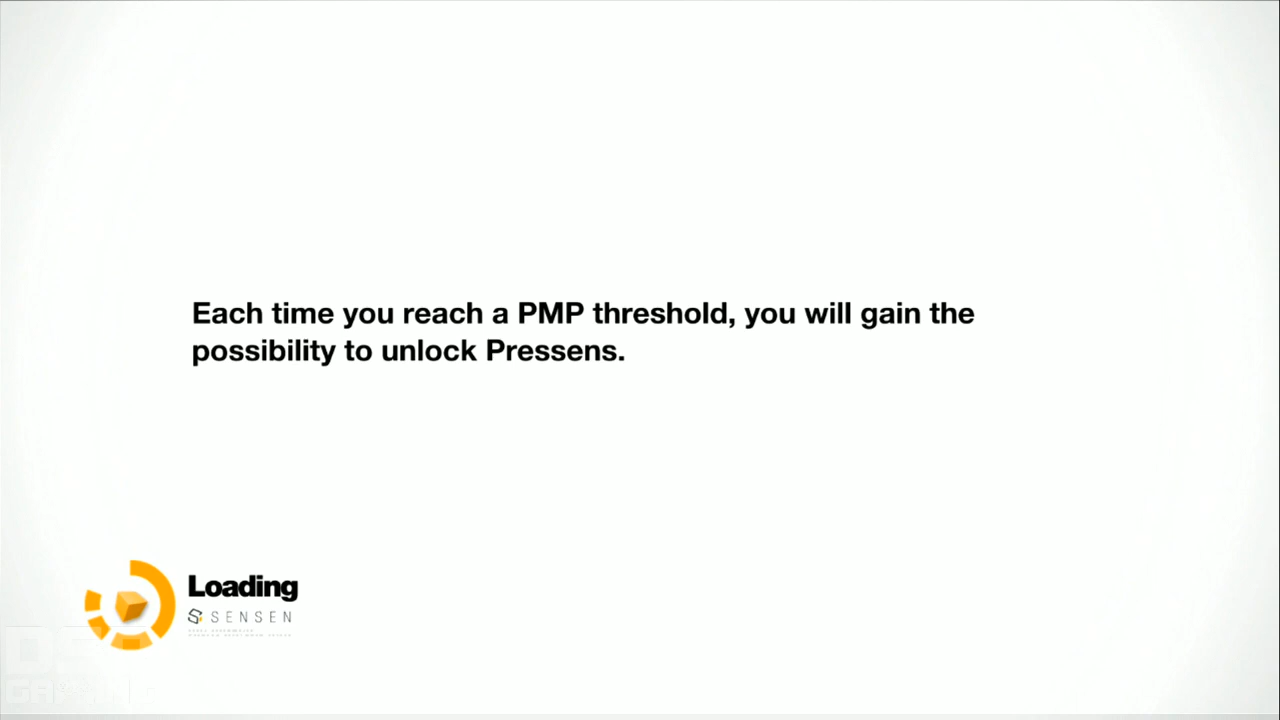 Each time you reach a PMP threshold, you will gain the
possibility to unlock Pressens.
Loading
SENSEN